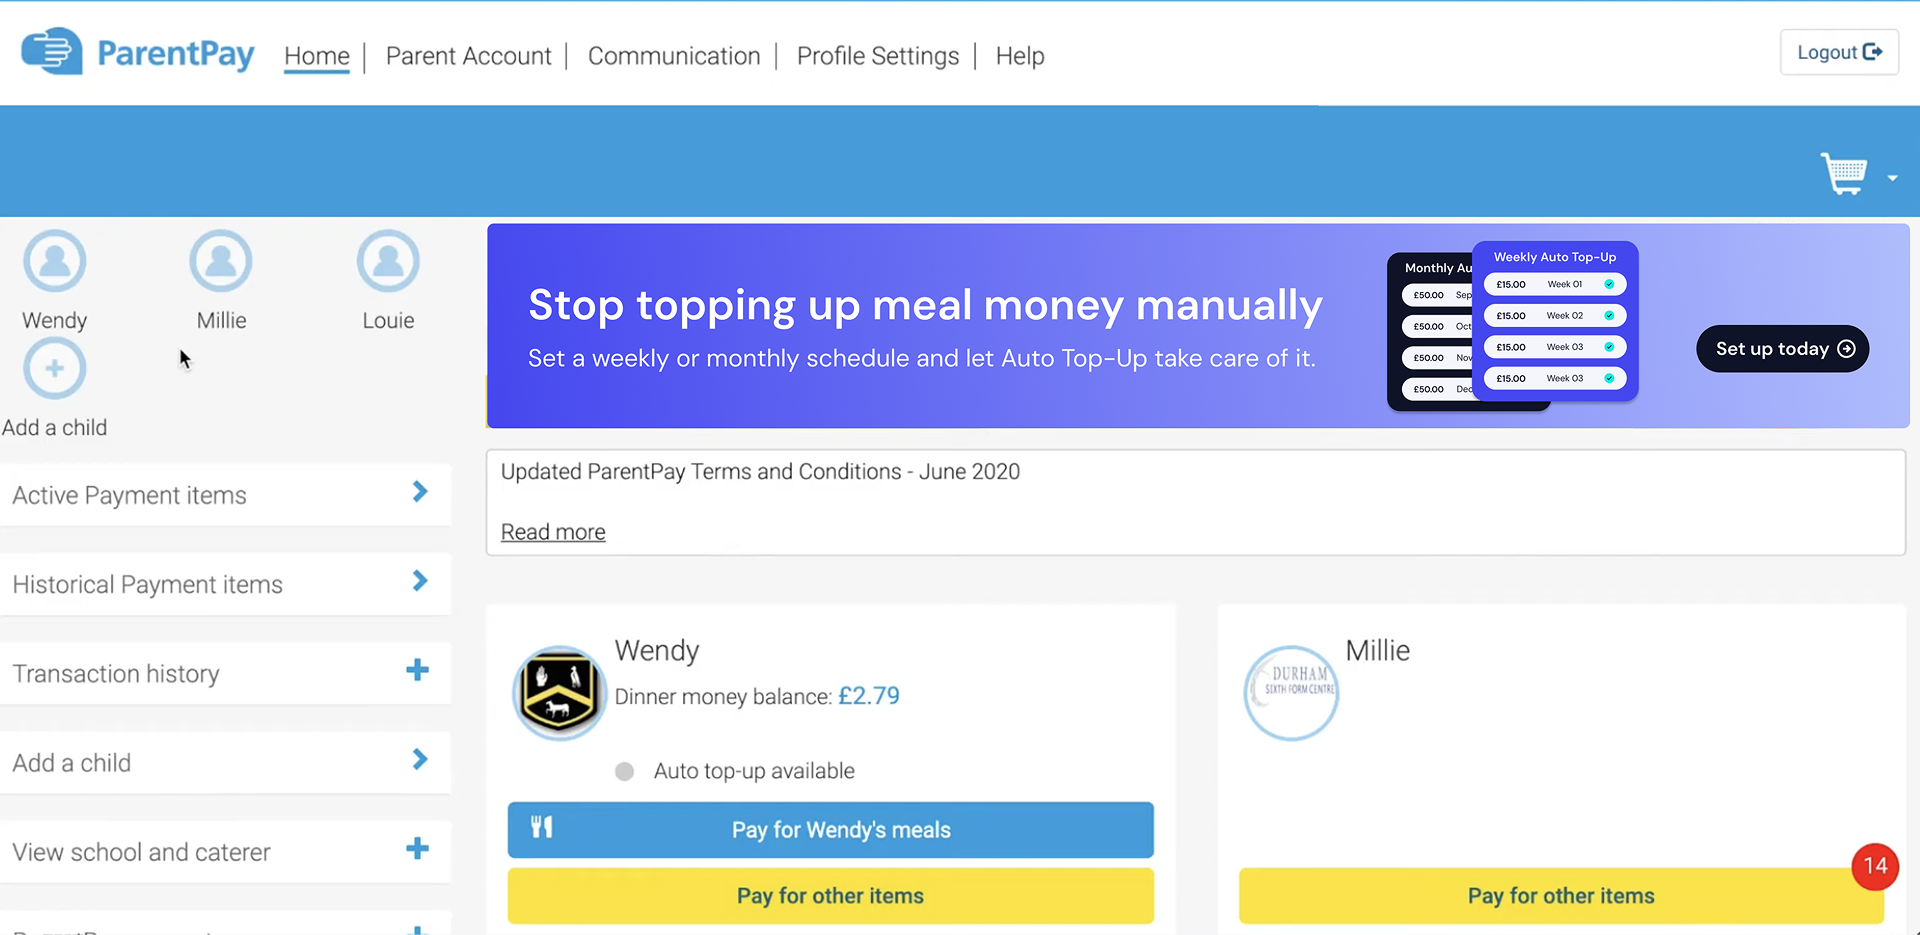 ParentPay
Home
Parent Account
Communication
Profile Settings
Help
Logout
Wendy
Millie
Louie
Add a child
Stop topping up meal money manually
Set a weekly or monthly schedule and let Auto Top-Up take care of it.
Monthly Au
£50.00 Sep
£50.00 Oct
£50.00 Nov
£50.00 Dec
Weekly Auto Top-Up
£15.00 Week 01
£15.00 Week 02
£15.00 Week 03
£15.00 Week 03
Set up today
Updated ParentPay Terms and Conditions - June 2020
Read more
Active Payment items
Historical Payment items
Transaction history
Add a child
View school and caterer
Wendy
Dinner money balance: £2.79
Auto top-up available
Pay for Wendy's meals
Pay for other items
Millie
DURHAM
SIXTH FORM CENTRE
14
Pay for other items